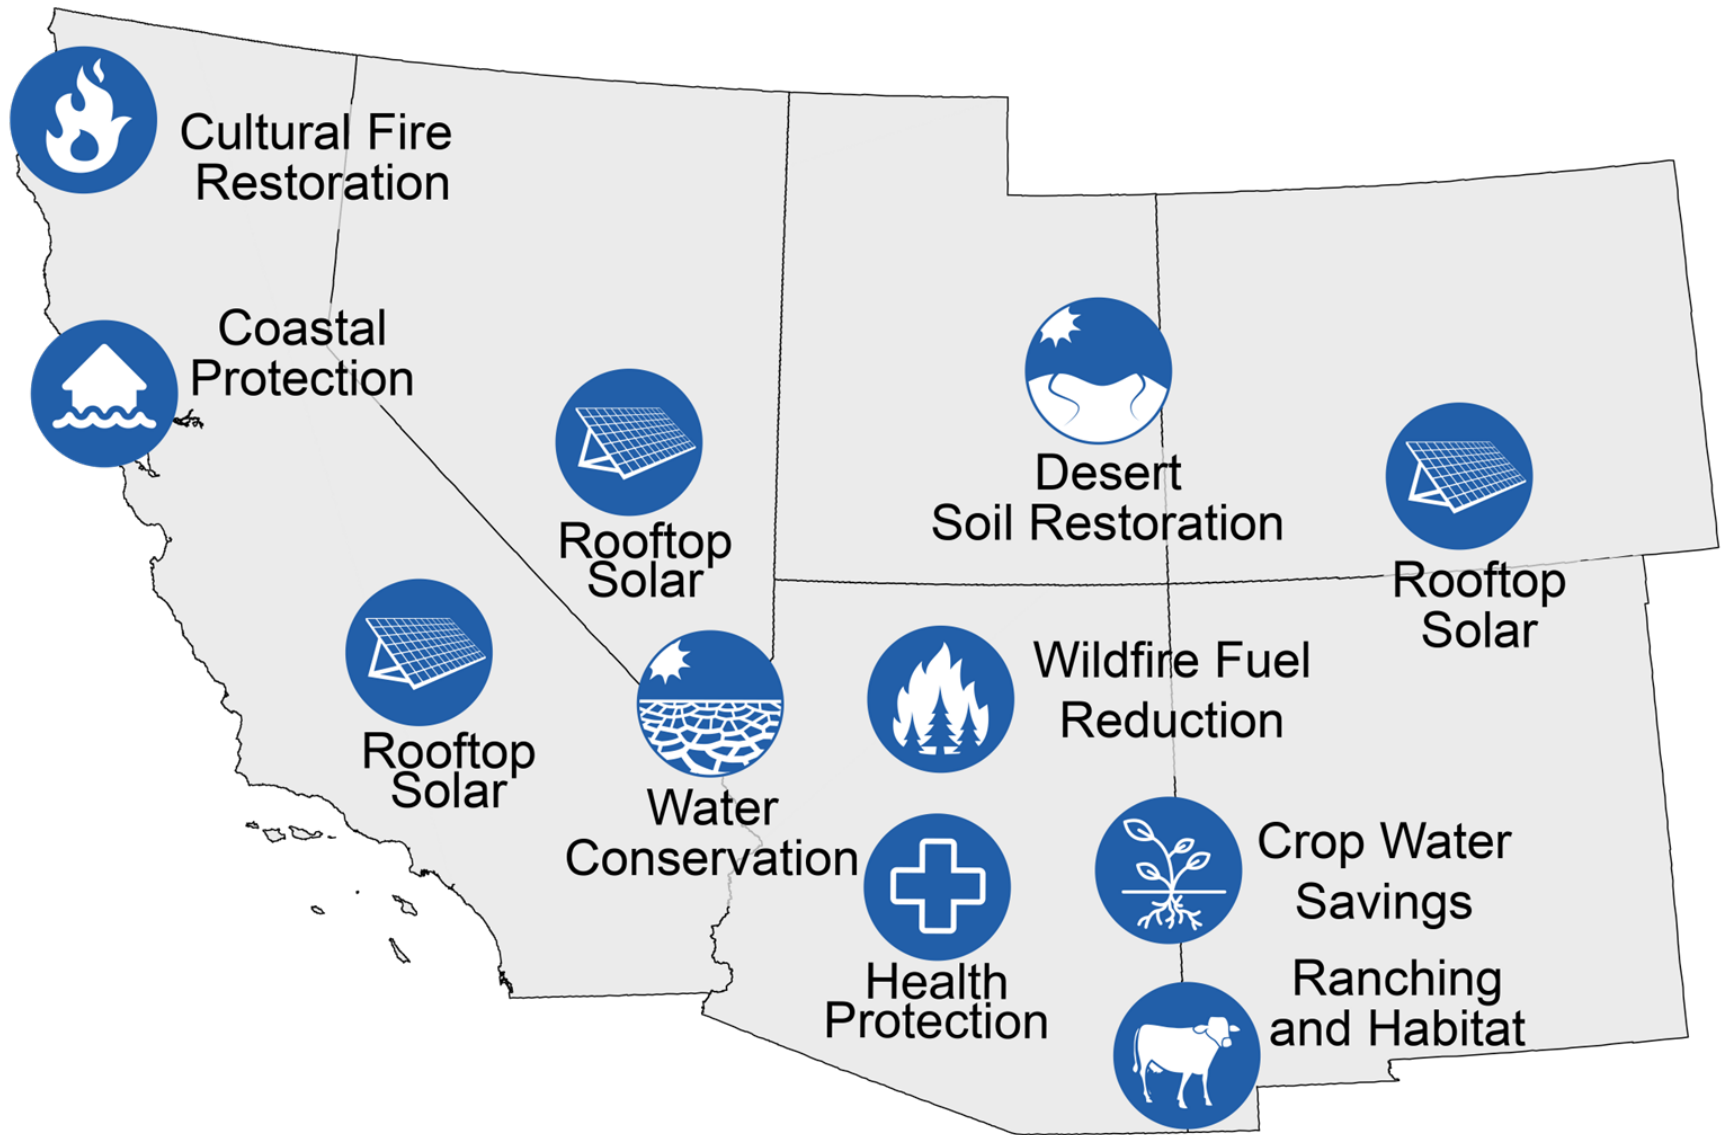 Cultural Fire
Restoration
Coastal
Protection
Rooftop
Solar
Desert
Soil Restoration
Rooftop
Solar
Rooftop
Solar
Wildfire Fuel
Reduction
Water
Conservation
Crop Water
Savings
Health
Protection
Ranching
and Habitat